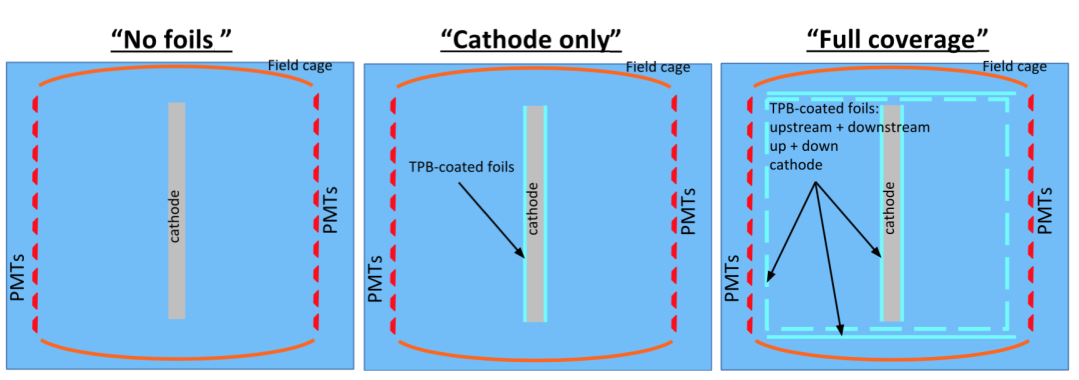 “No foils ”
Field cage
cathode
PMTs
PMTs
“Cathode only”
Field cage
TPB-coated foils
cathode
PMTs
PMTs
“Full coverage”
Field cage
TPB-coated foils:
upstream + downstream
up + down
cathode
cathode
PMTs
PMTs